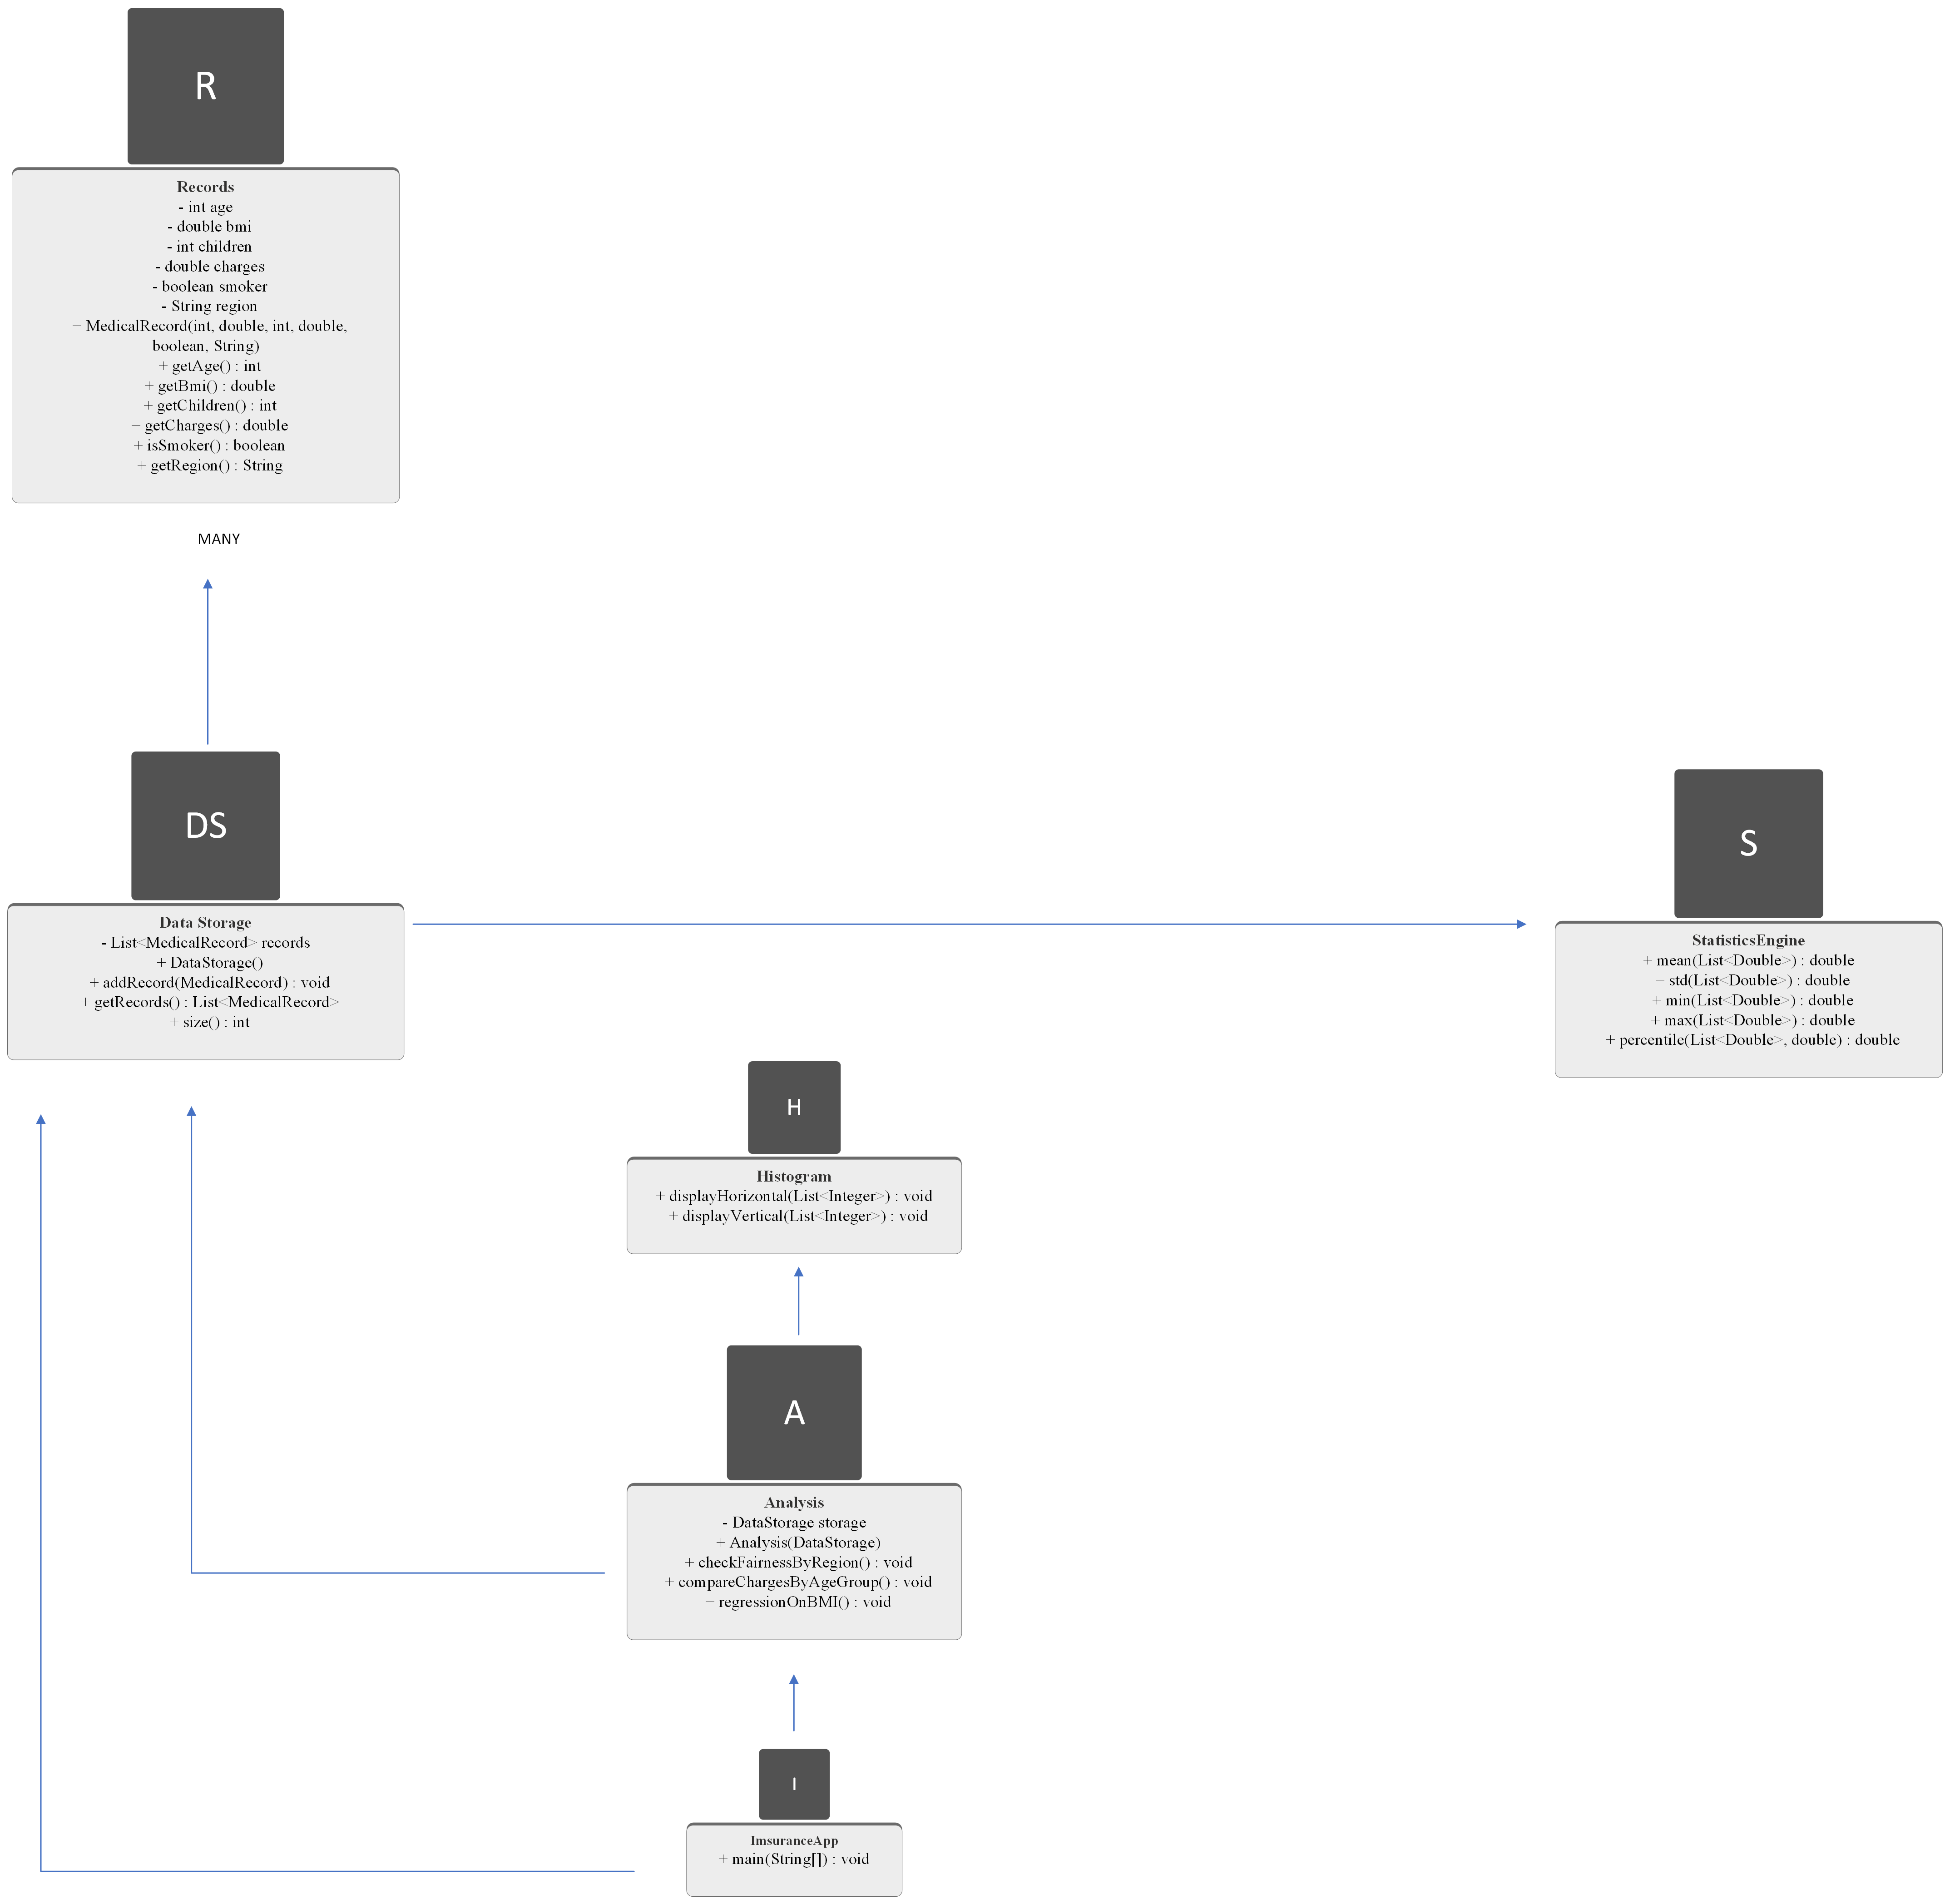 R
Records
- int age
- double bmi
- int children
- double charges
- boolean smoker
- String region
+ MedicalRecord(int, double, int, double,
boolean, String)
+ getAge() : int
+ getBmi() : double
+ getChildren() : int
+ getCharges() : double
+ isSmoker() : boolean
+ getRegion() : String
MANY
DS
Data Storage
- List<MedicalRecord> records
+ DataStorage()
+ addRecord(MedicalRecord) : void
+ getRecords() : List<MedicalRecord>
+ size() : int
S
StatisticsEngine
+ mean(List<Double>) : double
+ std(List<Double>) : double
+ min(List<Double>) : double
+ max(List<Double>) : double
+ percentile(List<Double>, double) : double
H
Histogram
+ displayHorizontal(List<Integer>) : void
+ displayVertical(List<Integer>) : void
A
Analysis
- DataStorage storage
+ Analysis(DataStorage)
+ checkFairnessByRegion() : void
+ compareChargesByAgeGroup() : void
+ regressionOnBMI() : void
I
ImsuranceApp
+ main(String[]) : void